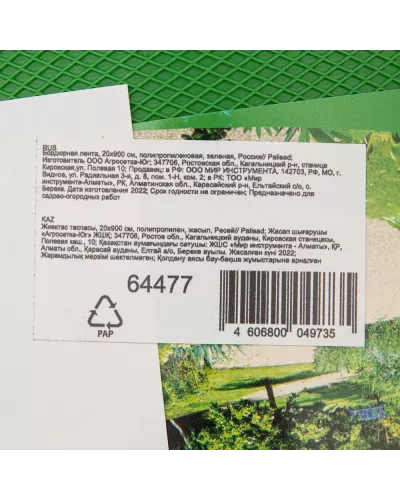 RUS
Бордюрная лента, 20х900 см, полипропиленовая, зеленая, Россия// Palisad;
Изготовитель ООО Агросетка-Юг; 347706, Ростовская обл., Кагальницкий р-н, станица
Кировская,ул. Полевая 10; Продавец: в РФ: ООО МИР ИНСТРУМЕНТА. 142703, РФ, МО, г.
Видное, ул. Радиальная 3-я, д. 8, пом. 1-Н, ком. 2; в РК: ТОО «Мир
инструмента-Алматы», РК, Алматинская обл., Карасайский р-н, Ельтайский с/о, с.
Береке. Дата изготовления 2022; Срок годности не ограничен; Предназначено для
садово-огородных работ
KAZ
Жиектас таспасы, 20х900 см, полипропилен, жасыл, Ресей// Palisad; Жасап шығарушы
«Агросетка-Юг» ЖШҚ; 347706, Ростов обл., Кагальницкий ауданы, Кировская станицасы,
Полевая көш., 10; Қазақстан аумағындағы сатушы: ЖШС «Мир инструмента - Алматы», ҚР,
Алматы обл., Қарасай ауданы, Елтай а/о, Береке ауылы. Жасалған күні 2022;
Жарамдылық мерзімі шектелмеген; Қолдану аясы бау-бақша жұмыстарына арналған
64477
PAP
4 606800 049735